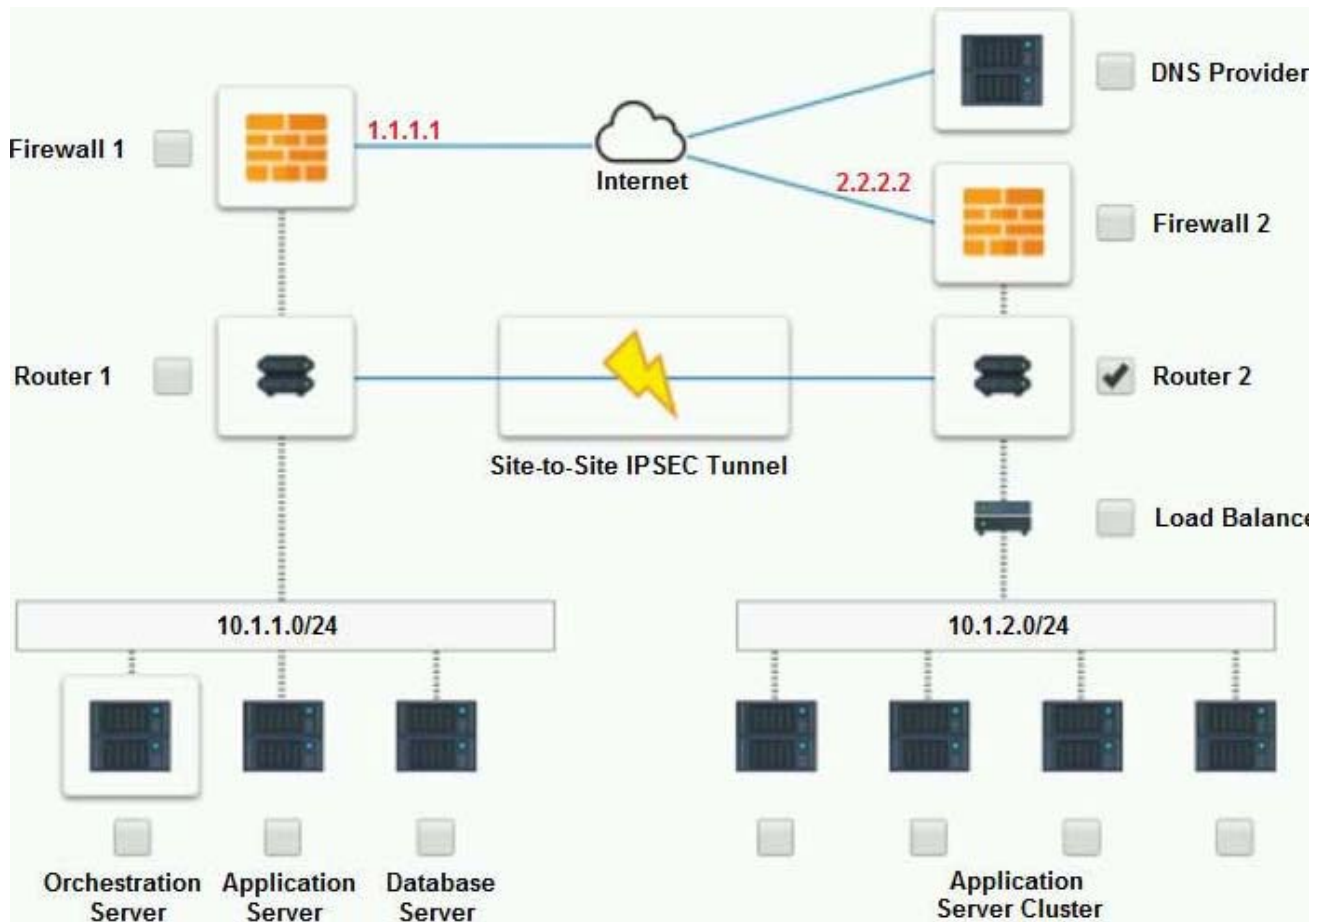 DNS Provider
Firewall 1
1.1.1.1
Internet
2.2.2.2
Firewall 2
Router 1
Router 2
Site-to-Site IPSEC Tunnel
Load Balance
10.1.1.0/24
10.1.2.0/24
Orchestration
Server
Application
Server
Database
Server
Application
Server Cluster